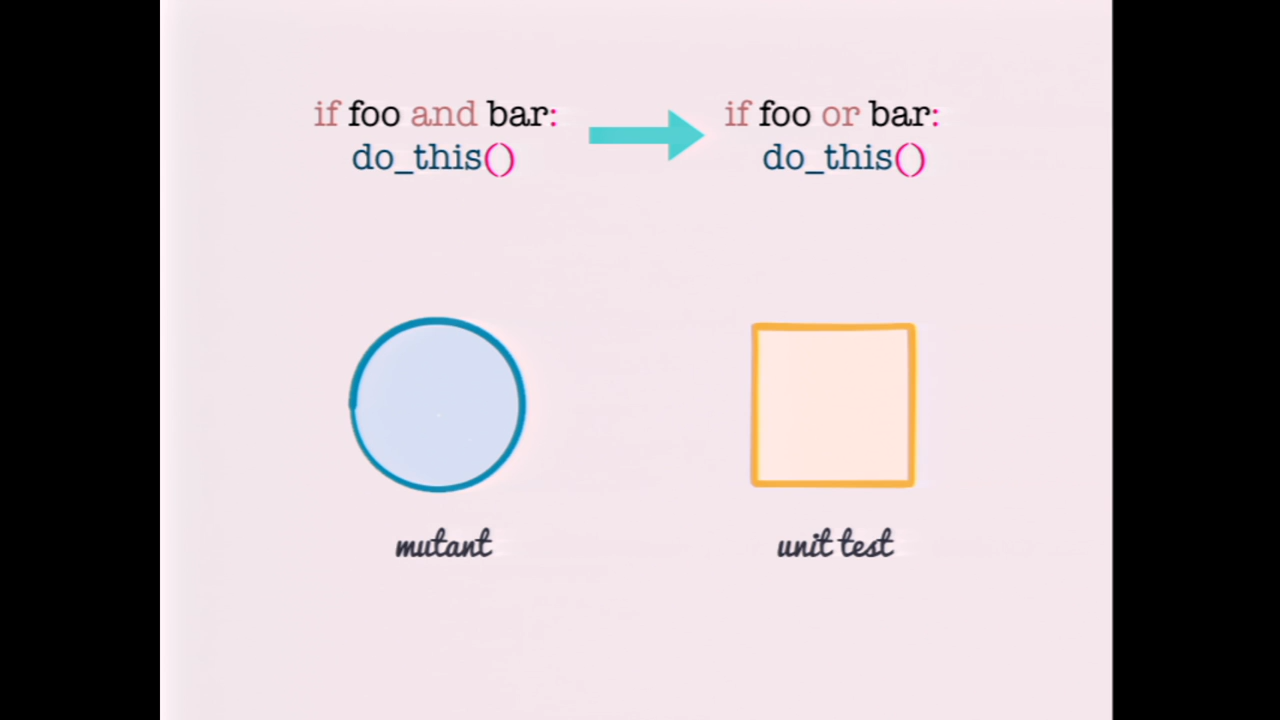 if foo and bar:
do_this()
if foo or bar:
do_this()
mutant
unit test